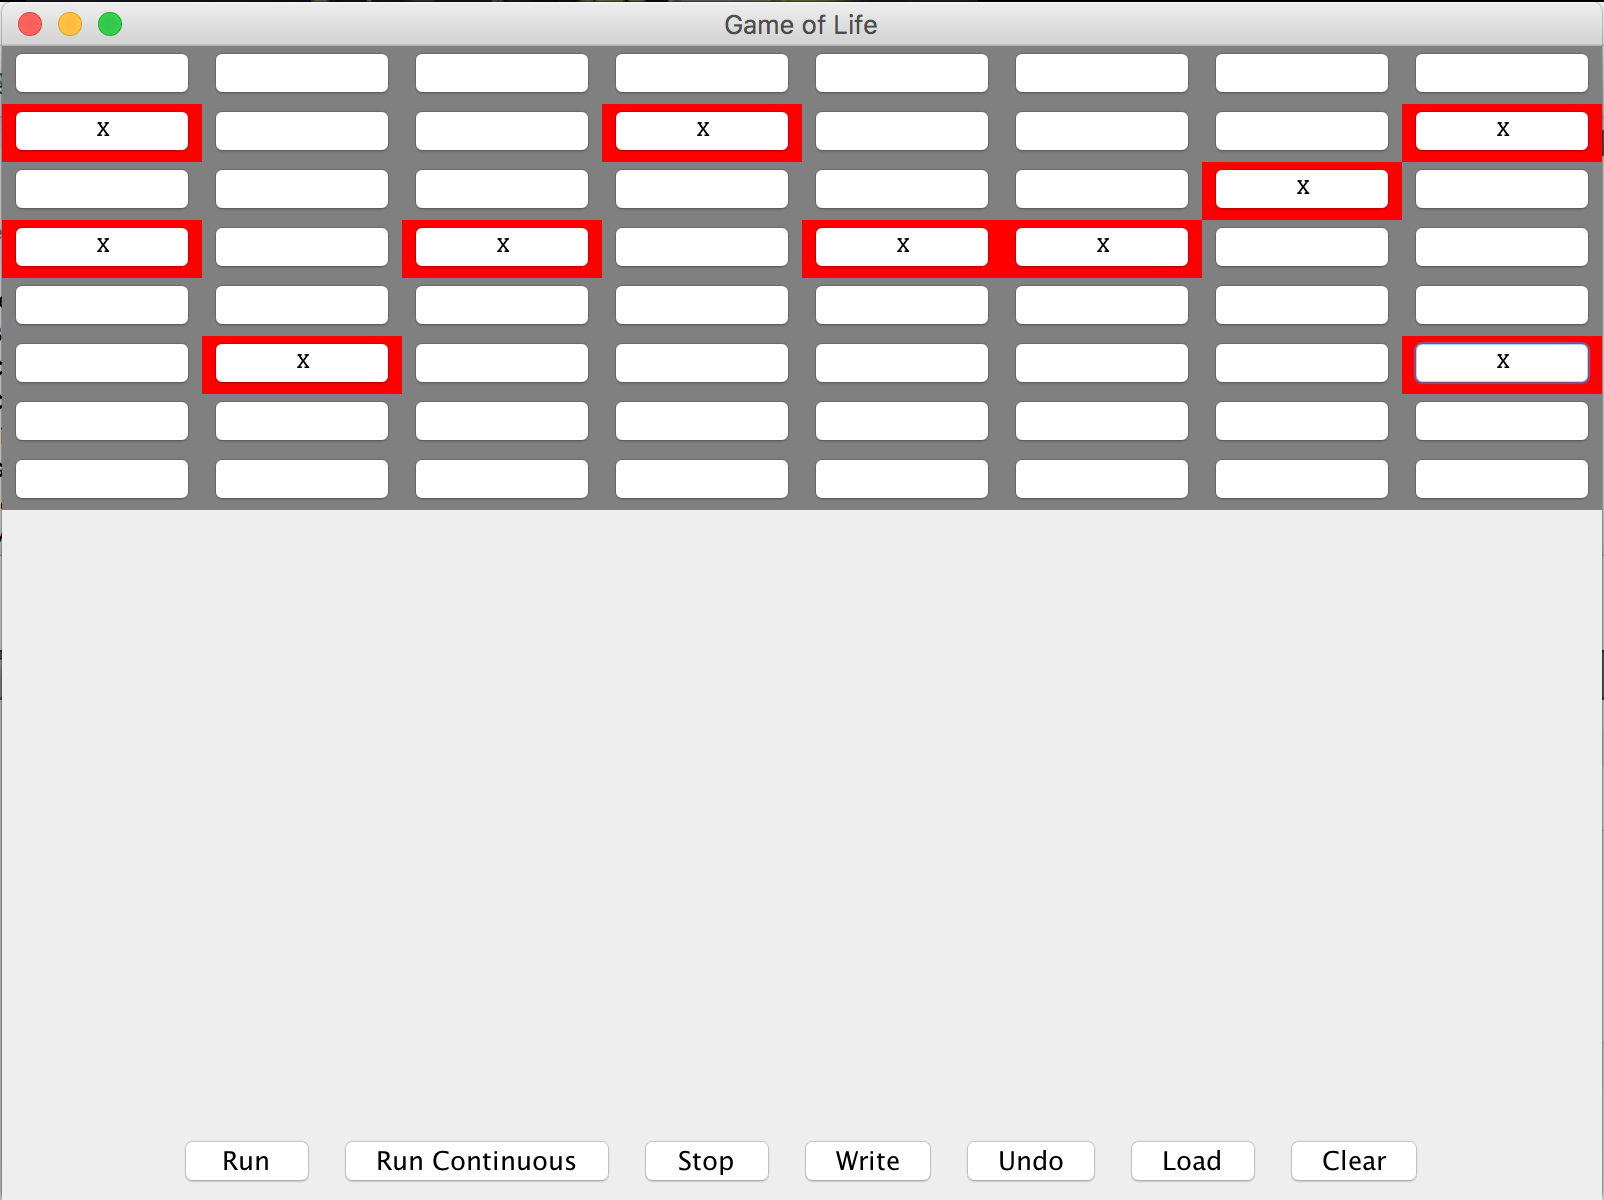 Game of Life
x x x
x
x x x x
x x
Run Run Continuous Stop Write Undo Load Clear